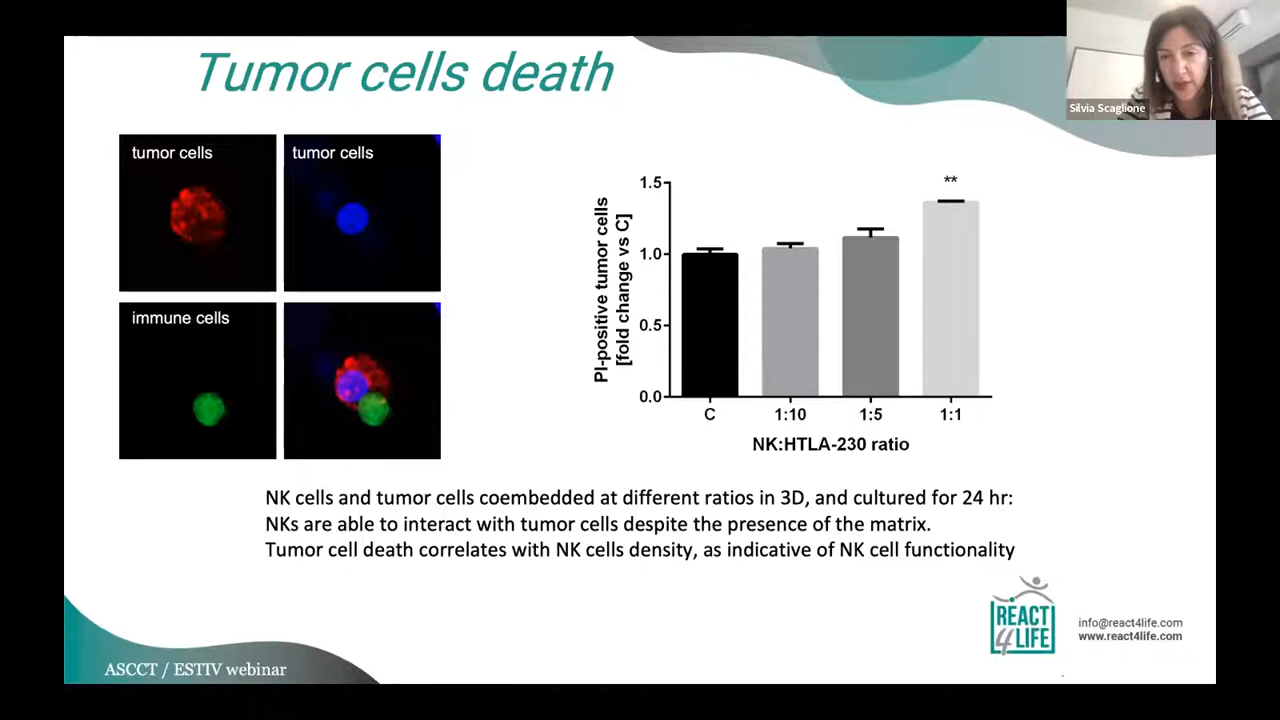 Tumor cells death
Silvia Scaglione
tumor cells
tumor cells
immune cells
PI-positive tumor cells
[fold change vs C]
1.5
1.0
0.5
0.0
**
C
1:10
1:5
1:1
NK:HTLA-230 ratio
NK cells and tumor cells coembedded at different ratios in 3D, and cultured for 24 hr:
NKs are able to interact with tumor cells despite the presence of the matrix.
Tumor cell death correlates with NK cells density, as indicative of NK cell functionality
REACT
4LIFE
info@react4life.com
www.react4life.com
ASCCT / ESTIV webinar